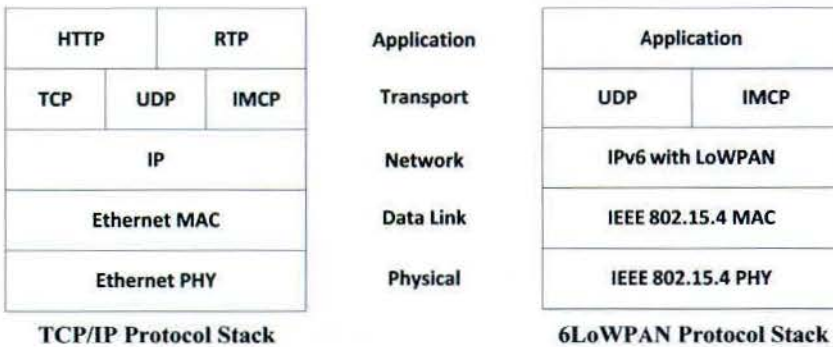 HTTP RTP Application Application
TCP UDP IMCP Transport UDP IMCP
IP Network IPv6 with LoWPAN
Ethernet MAC Data Link IEEE 802.15.4 MAC
Ethernet PHY Physical IEEE 802.15.4 PHY
TCP/IP Protocol Stack 6LoWPAN Protocol Stack